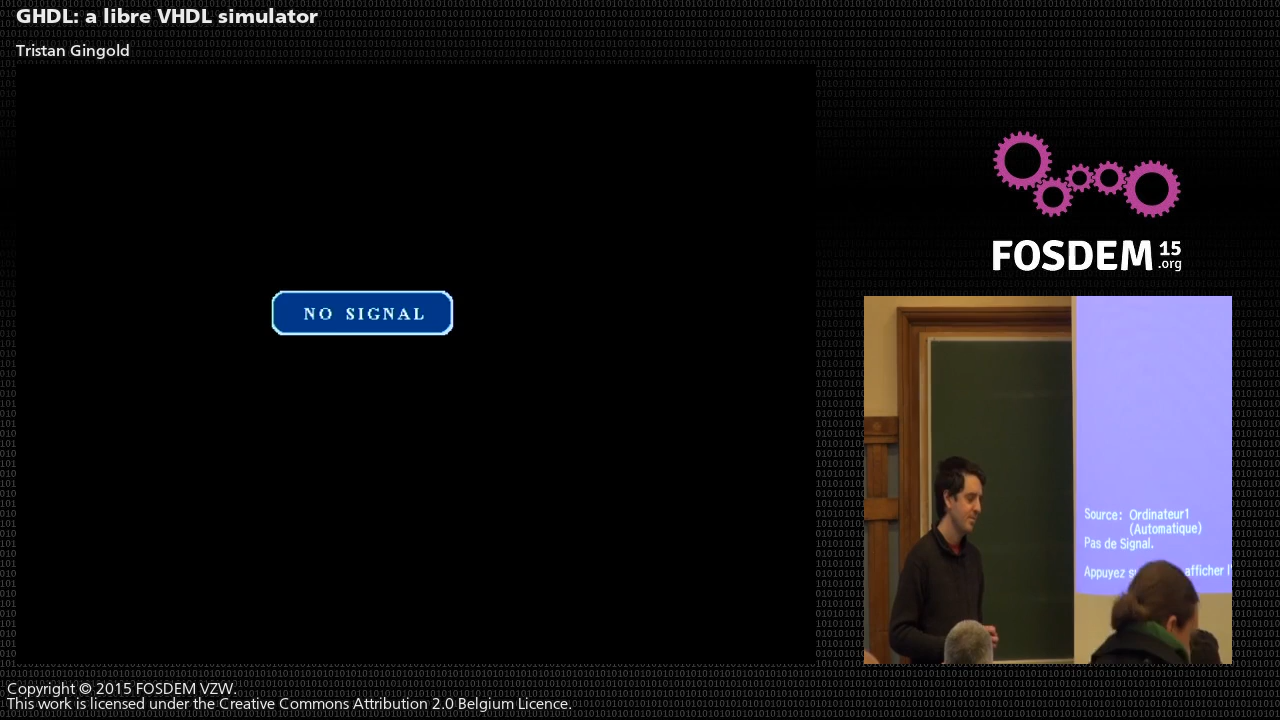 GHDL: a libre VHDL simulator
Tristan Gingold
NO SIGNAL
FOSDEM 15
.org
Source: Ordinateur1
(Automatique)
Pas de Signal.
Appuyez
afficher l'
Copyright © 2015 FOSDEM VZW.
This work is licensed under the Creative Commons Attribution 2.0 Belgium Licence.